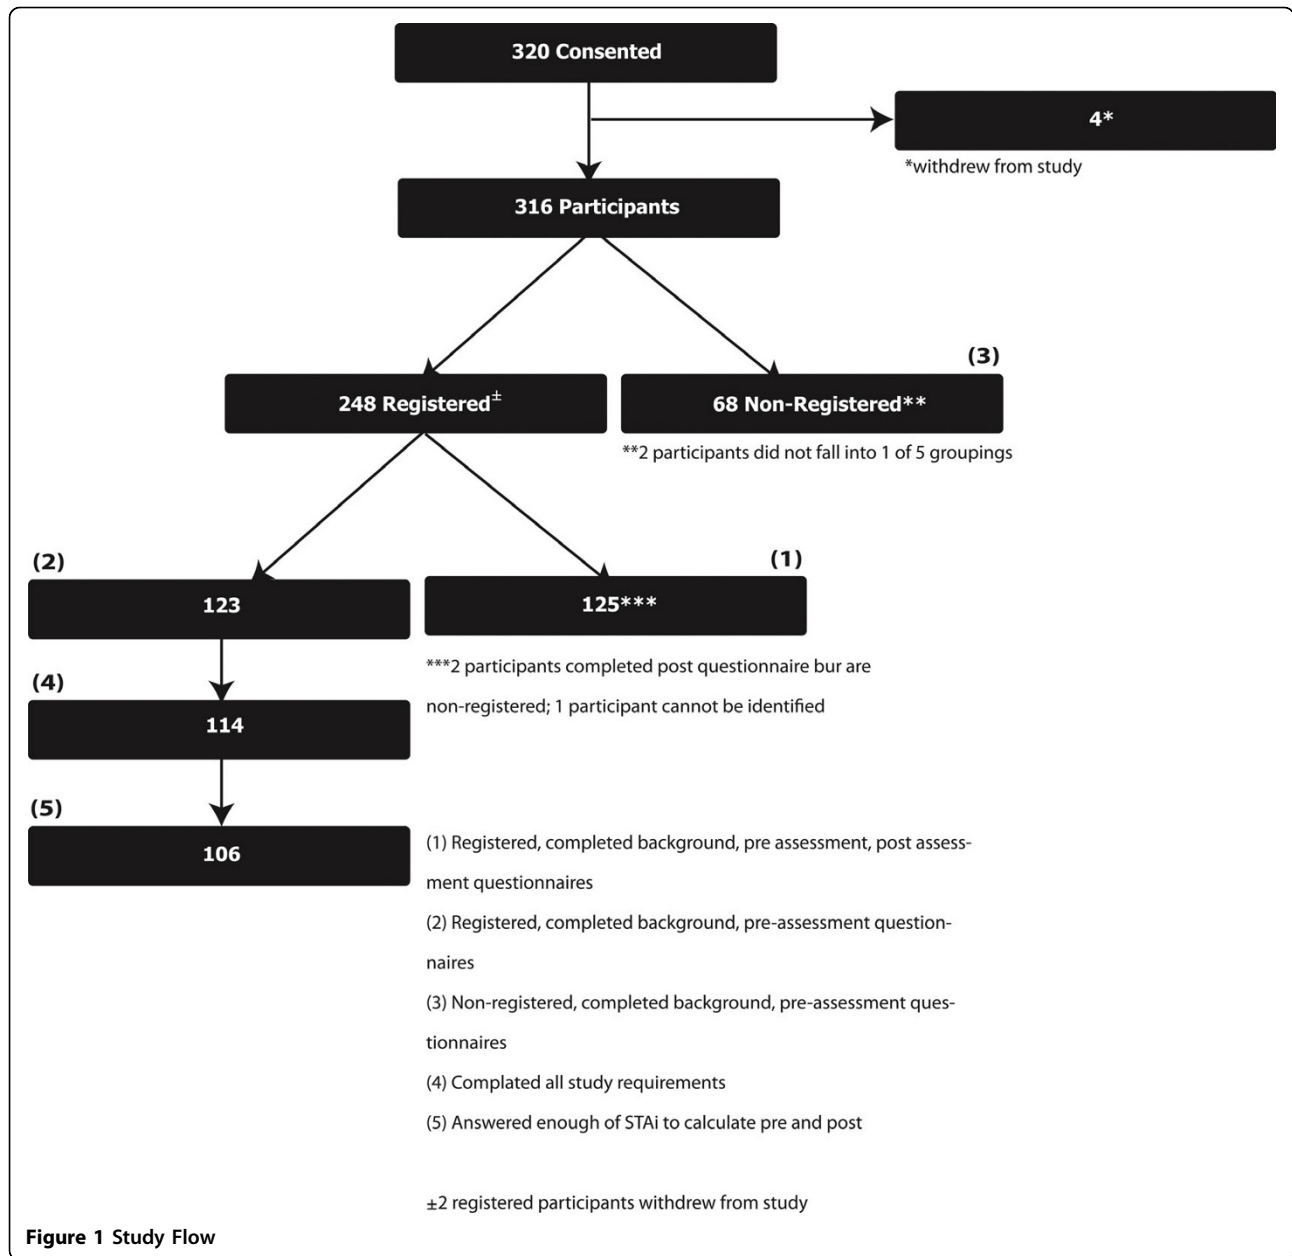 320 Consented
4*
*withdrew from study
316 Participants
(3)
248 Registered±
68 Non-Registered**
**2 participants did not fall into 1 of 5 groupings
(2)
(1)
123
125***
***2 participants completed post questionnaire bur are
non-registered; 1 participant cannot be identified
(4)
114
(5)
106
(1) Registered, completed background, pre assessment, post assess-
ment questionnaires
(2) Registered, completed background, pre-assessment question-
naires
(3) Non-registered, completed background, pre-assessment ques-
tionnaires
(4) Complated all study requirements
(5) Answered enough of STAi to calculate pre and post
±2 registered participants withdrew from study
Figure 1 Study Flow